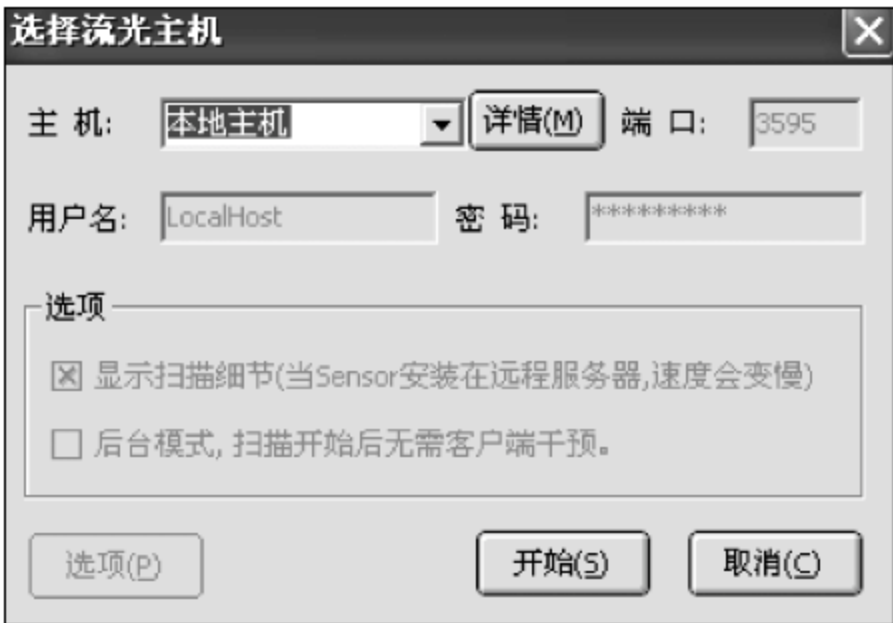 选择流光主机
主 机: 本地主机 详情(M) 端 口: 3595
用户名: LocalHost 密 码: *********
选项
显示扫描细节(当Sensor安装在远程服务器,速度会变慢)
后台模式, 扫描开始后无需客户端干预。
选项(P) 开始(S) 取消(C)